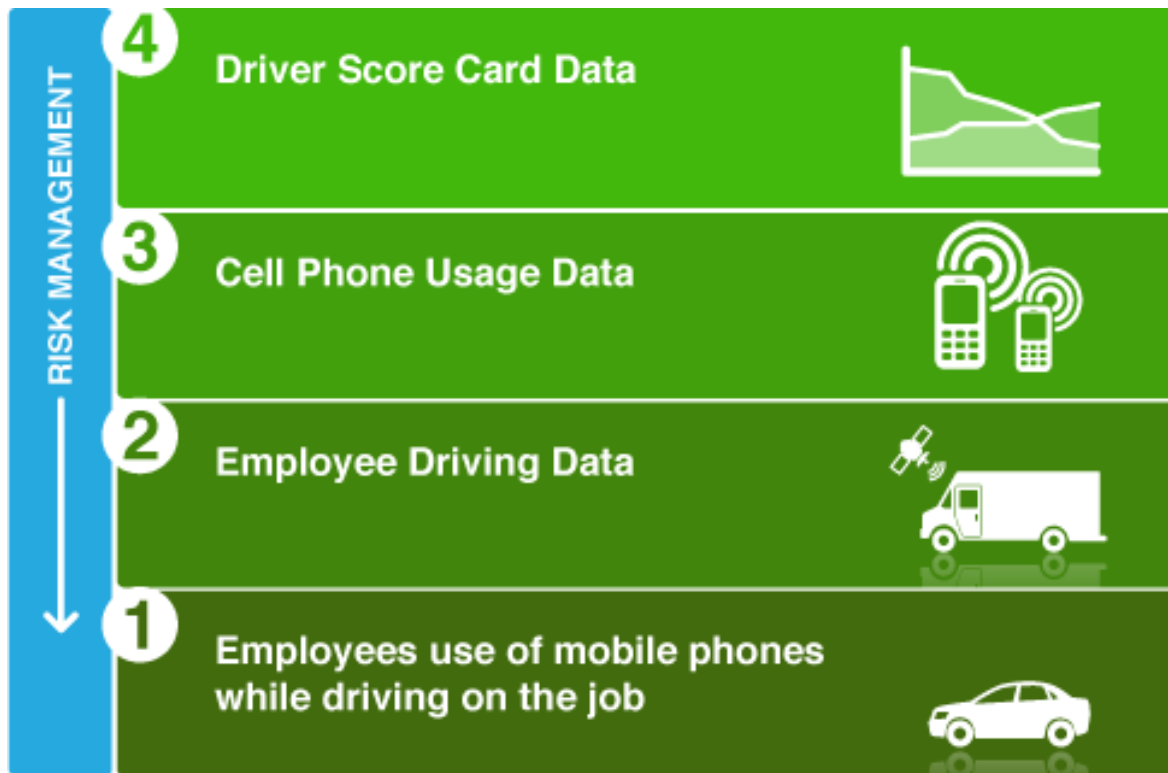 RISK MANAGEMENT
4
Driver Score Card Data
3
Cell Phone Usage Data
2
Employee Driving Data
1
Employees use of mobile phones
while driving on the job